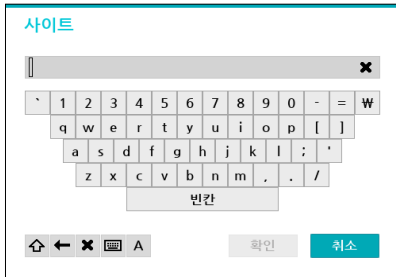 사이트
` 1 2 3 4 5 6 7 8 9 0 - = ₩
q w e r t y u i o p [ ]
a s d f g h j k l ; '
z x c v b n m , . /
빈칸
A 확인 취소